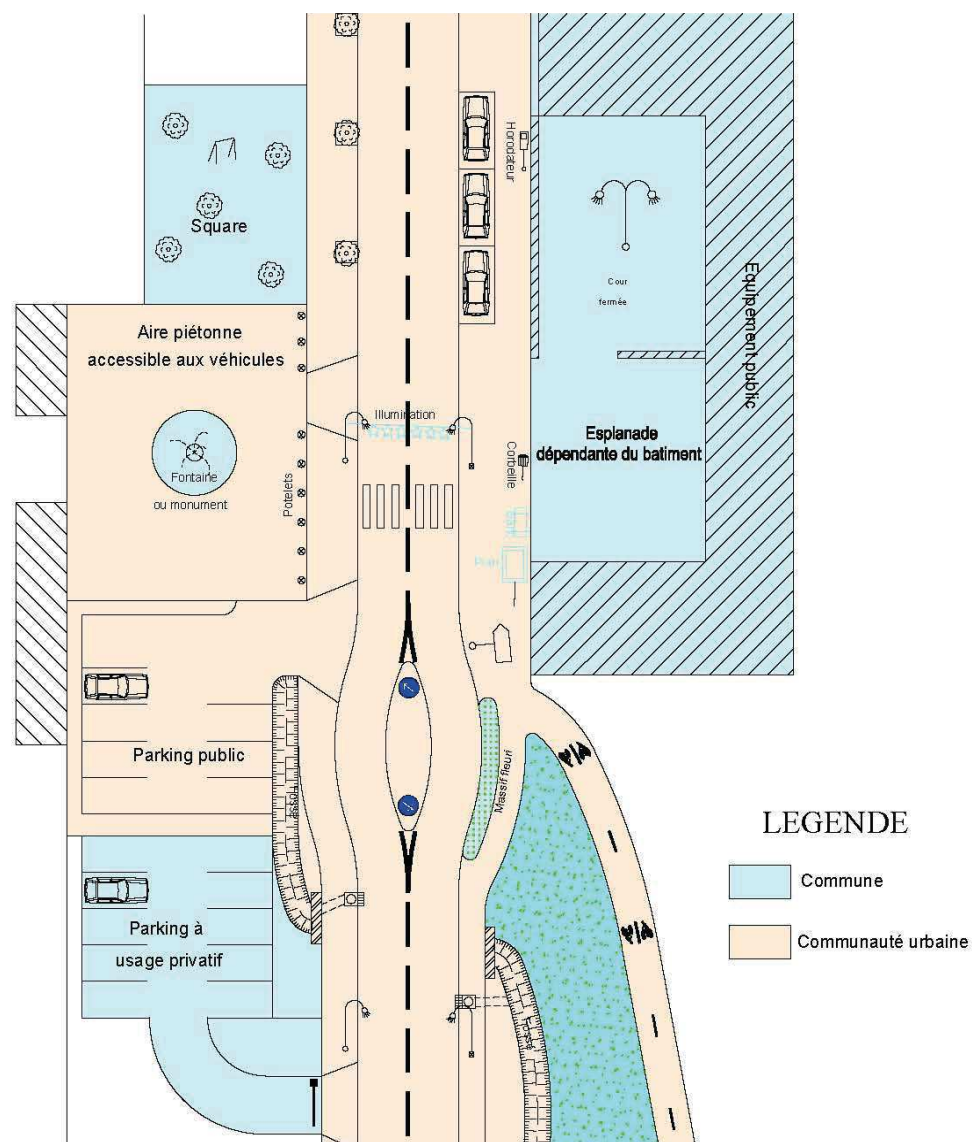 Horodateur
Square
Cour
fermée
Equipement public
Aire piétonne
accessible aux véhicules
Illumination
Esplanade
dépendante du batiment
Corbeille
Fontaine
ou monument
Potelets
Parking public
Fossé
Massif fleuri
LEGENDE
Commune
Communauté urbaine
Parking à
usage privatif
Fossé